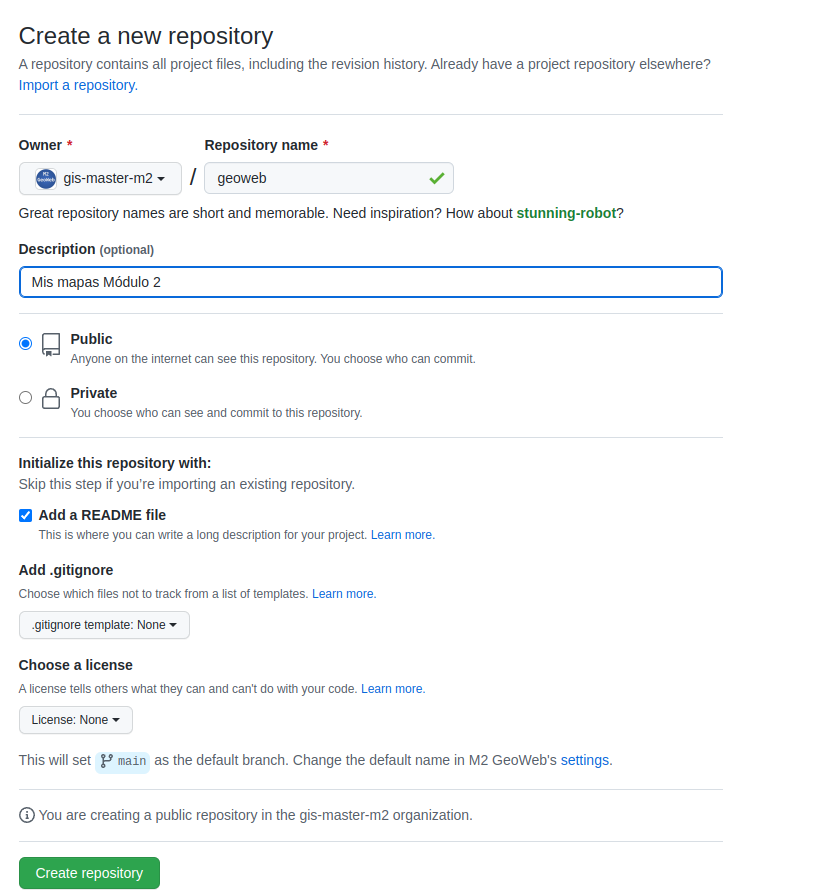 Create a new repository
A repository contains all project files, including the revision history. Already have a project repository elsewhere?
Import a repository.
Owner *
Repository name *
M2
GeoWeb
gis-master-m2
/
geoweb
Great repository names are short and memorable. Need inspiration? How about stunning-robot?
Description (optional)
Mis mapas Módulo 2
Public
Anyone on the internet can see this repository. You choose who can commit.
Private
You choose who can see and commit to this repository.
Initialize this repository with:
Skip this step if you’re importing an existing repository.
Add a README file
This is where you can write a long description for your project. Learn more.
Add .gitignore
Choose which files not to track from a list of templates. Learn more.
.gitignore template: None
Choose a license
A license tells others what they can and can't do with your code. Learn more.
License: None
This will set main as the default branch. Change the default name in M2 GeoWeb's settings.
You are creating a public repository in the gis-master-m2 organization.
Create repository